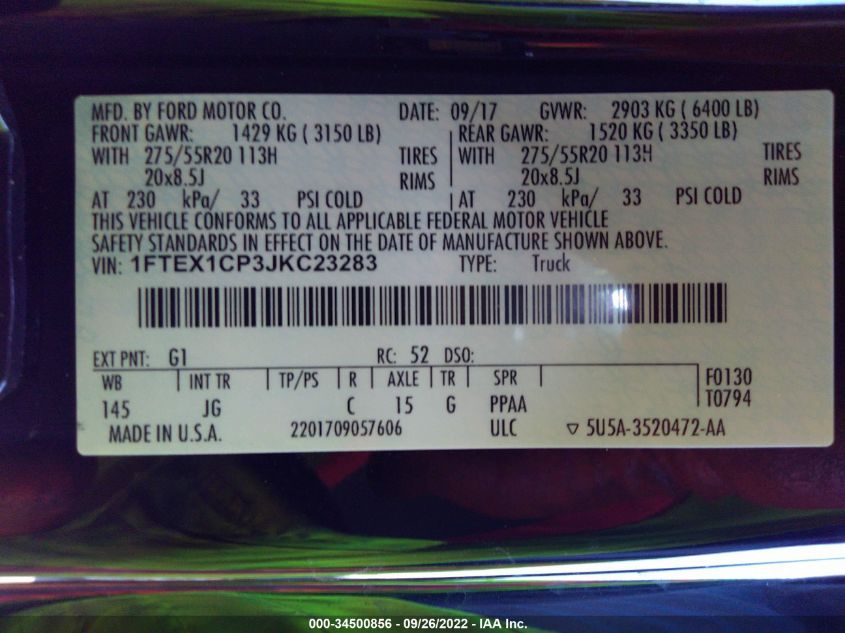 MFD. BY FORD MOTOR CO. DATE: 09/17 GVWR: 2903 KG ( 6400 LB)
FRONT GAWR: 1429 KG ( 3150 LB) REAR GAWR: 1520 KG ( 3350 LB)
WITH 275/55R20 113H TIRES WITH 275/55R20 113H TIRES
20x8.5J RIMS 20x8.5J RIMS
AT 230 kPa/ 33 PSI COLD AT 230 kPa/ 33 PSI COLD
THIS VEHICLE CONFORMS TO ALL APPLICABLE FEDERAL MOTOR VEHICLE
SAFETY STANDARDS IN EFFECT ON THE DATE OF MANUFACTURE SHOWN ABOVE.
VIN: 1FTEX1CP3JKC23283 TYPE: Truck
EXT PNT: G1 RC: 52 DSO:
WB INT TR TP/PS R AXLE TR SPR F0130
145 JG C 15 G PPAA T0794
MADE IN U.S.A. 2201709057606 ULC ▽ 5U5A-3520472-AA
000-34500856 - 09/26/2022 - IAA Inc.